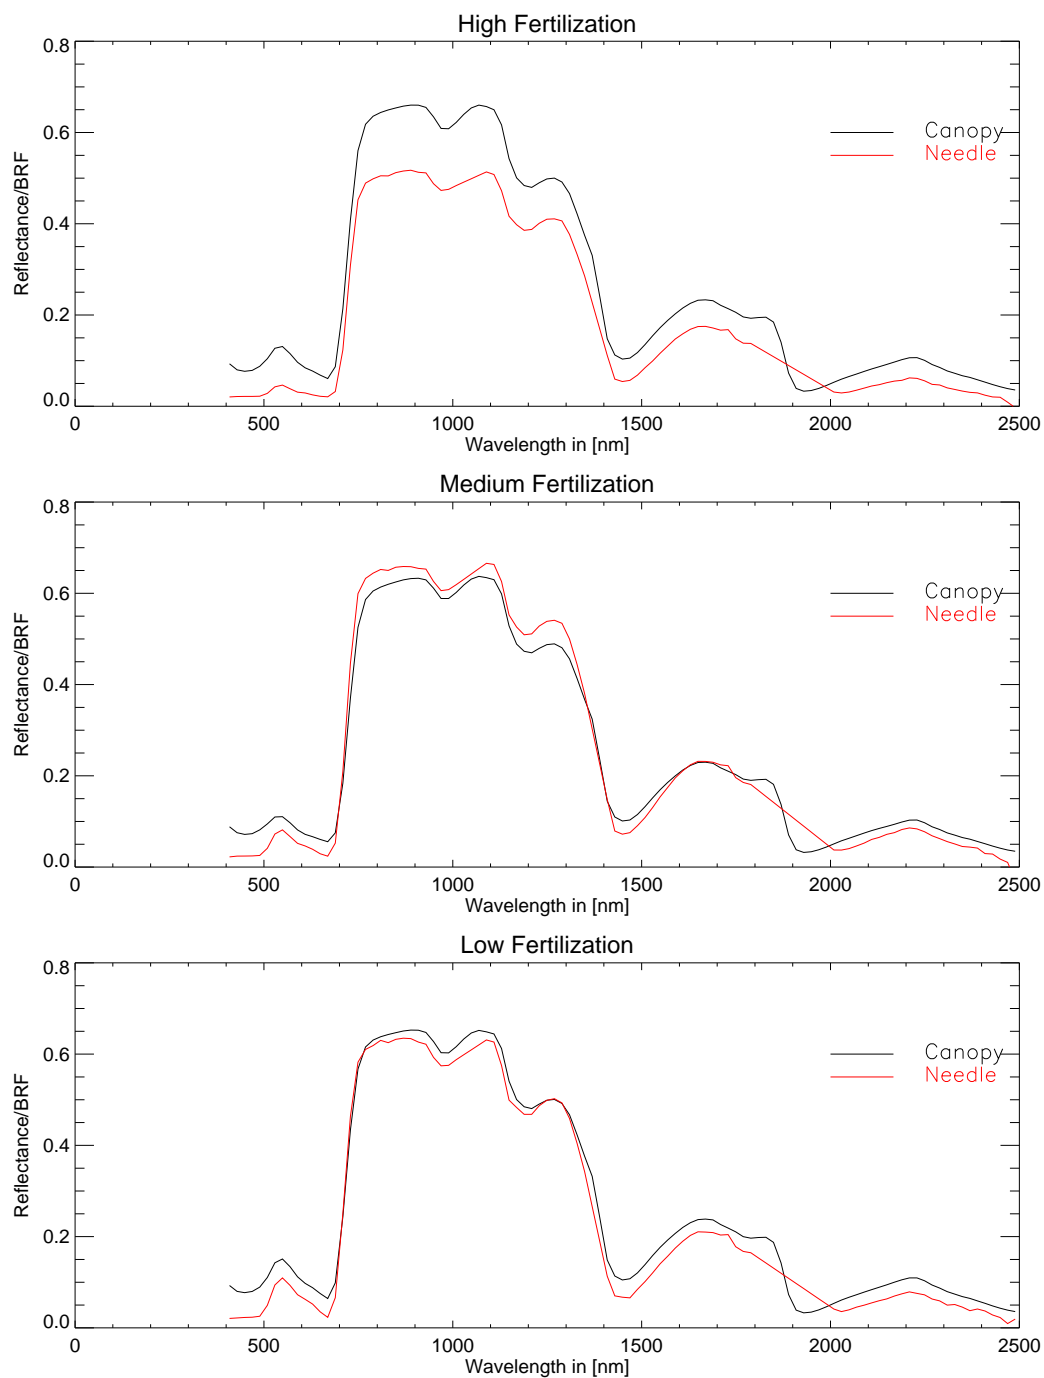 High Fertilization
0.8
0.6
0.4
0.2
0.0
Reflectance/BRF
Canopy
Needle
0 500 1000 1500 2000 2500
Wavelength in [nm]
Medium Fertilization
0.8
0.6
0.4
0.2
0.0
Reflectance/BRF
Canopy
Needle
0 500 1000 1500 2000 2500
Wavelength in [nm]
Low Fertilization
0.8
0.6
0.4
0.2
0.0
Reflectance/BRF
Canopy
Needle
0 500 1000 1500 2000 2500
Wavelength in [nm]